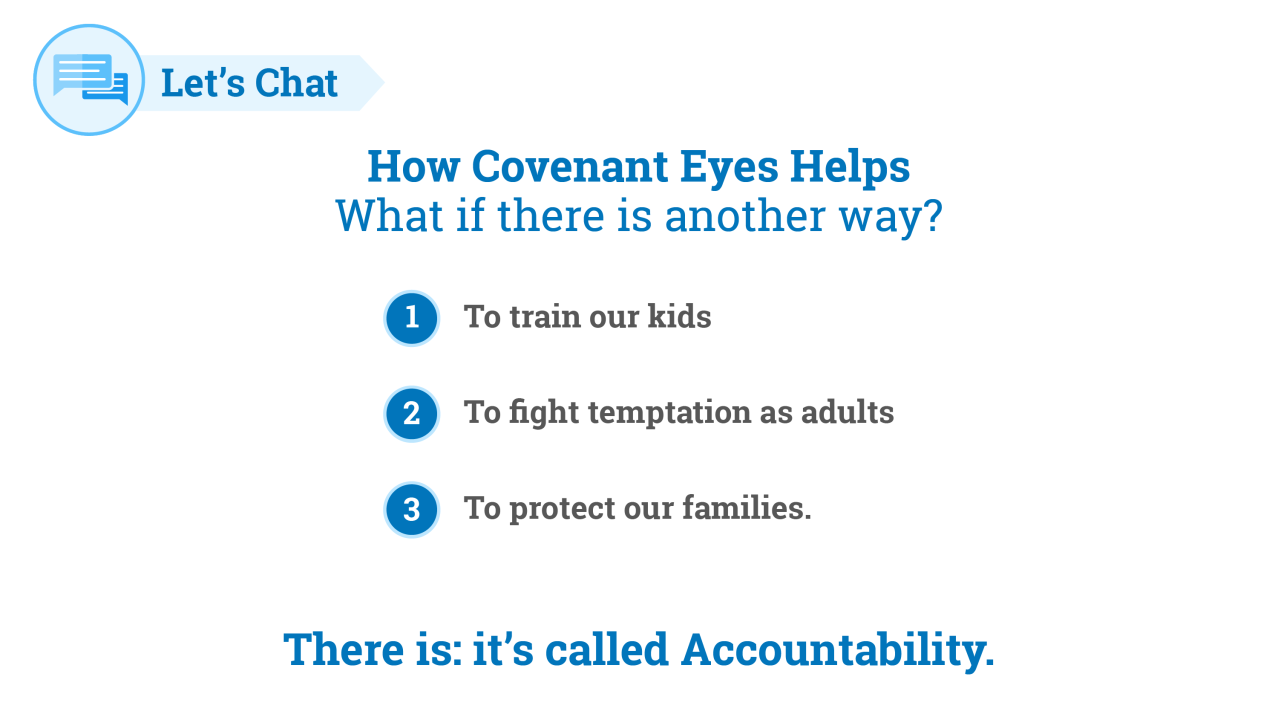 Let’s Chat
How Covenant Eyes Helps
What if there is another way?
1 To train our kids
2 To fight temptation as adults
3 To protect our families.
There is: it’s called Accountability.